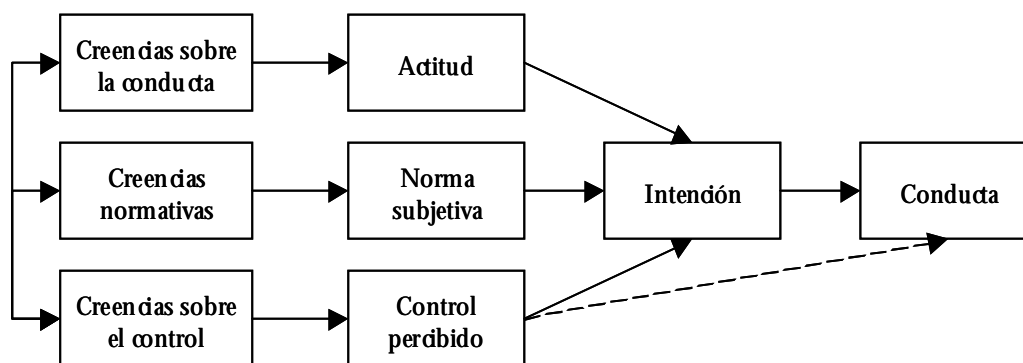 Creencias sobre
la conducta
Actitud
Creencias
normativas
Norma
subjetiva
Intención
Conducta
Creencias sobre
el control
Control
percibido